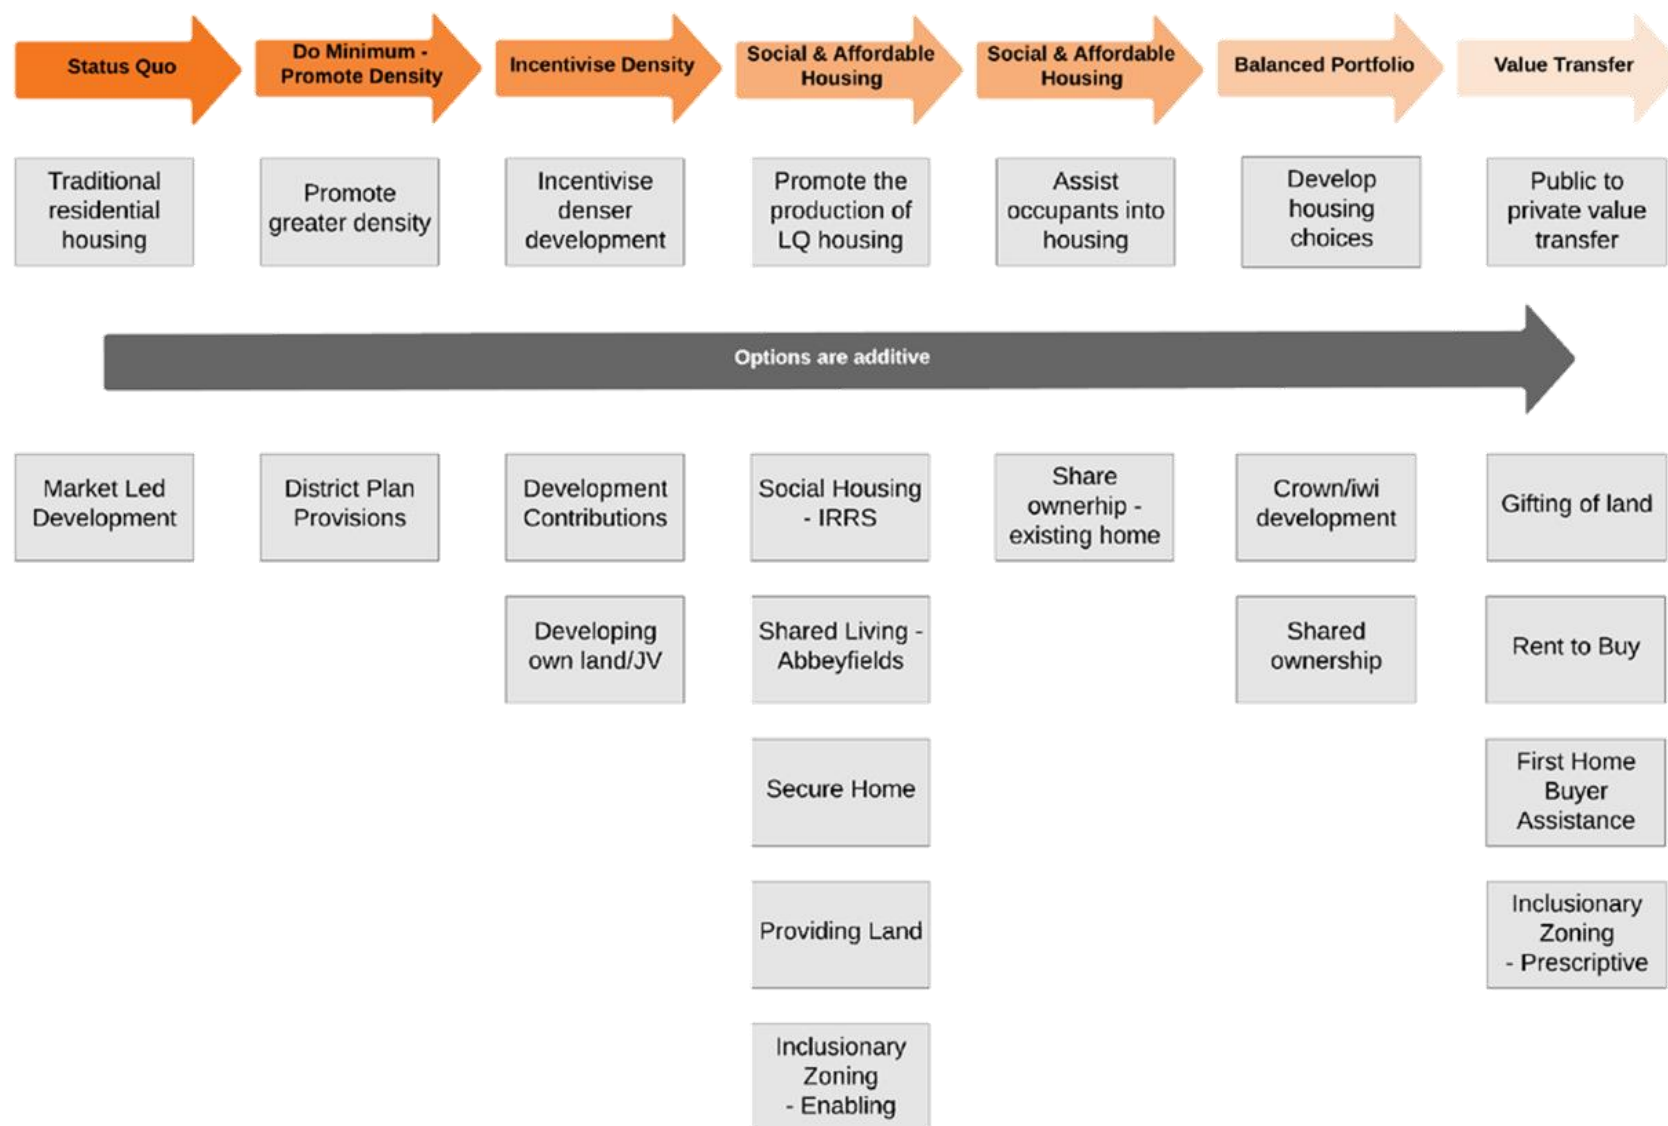 Status Quo
Do Minimum -
Promote Density
Incentivise Density
Social & Affordable
Housing
Social & Affordable
Housing
Balanced Portfolio
Value Transfer
Traditional
residential
housing
Promote
greater density
Incentivise
denser
development
Promote the
production of
LQ housing
Assist
occupants into
housing
Develop
housing
choices
Public to
private value
transfer
Options are additive
Market Led
Development
District Plan
Provisions
Development
Contributions
Social Housing
- IRRS
Share
ownerhip -
existing home
Crown/iwi
development
Gifting of land
Developing
own land/JV
Shared Living -
Abbeyfields
Shared
ownership
Rent to Buy
Secure Home
First Home
Buyer
Assistance
Providing Land
Inclusionary
Zoning
- Prescriptive
Inclusionary
Zoning
- Enabling